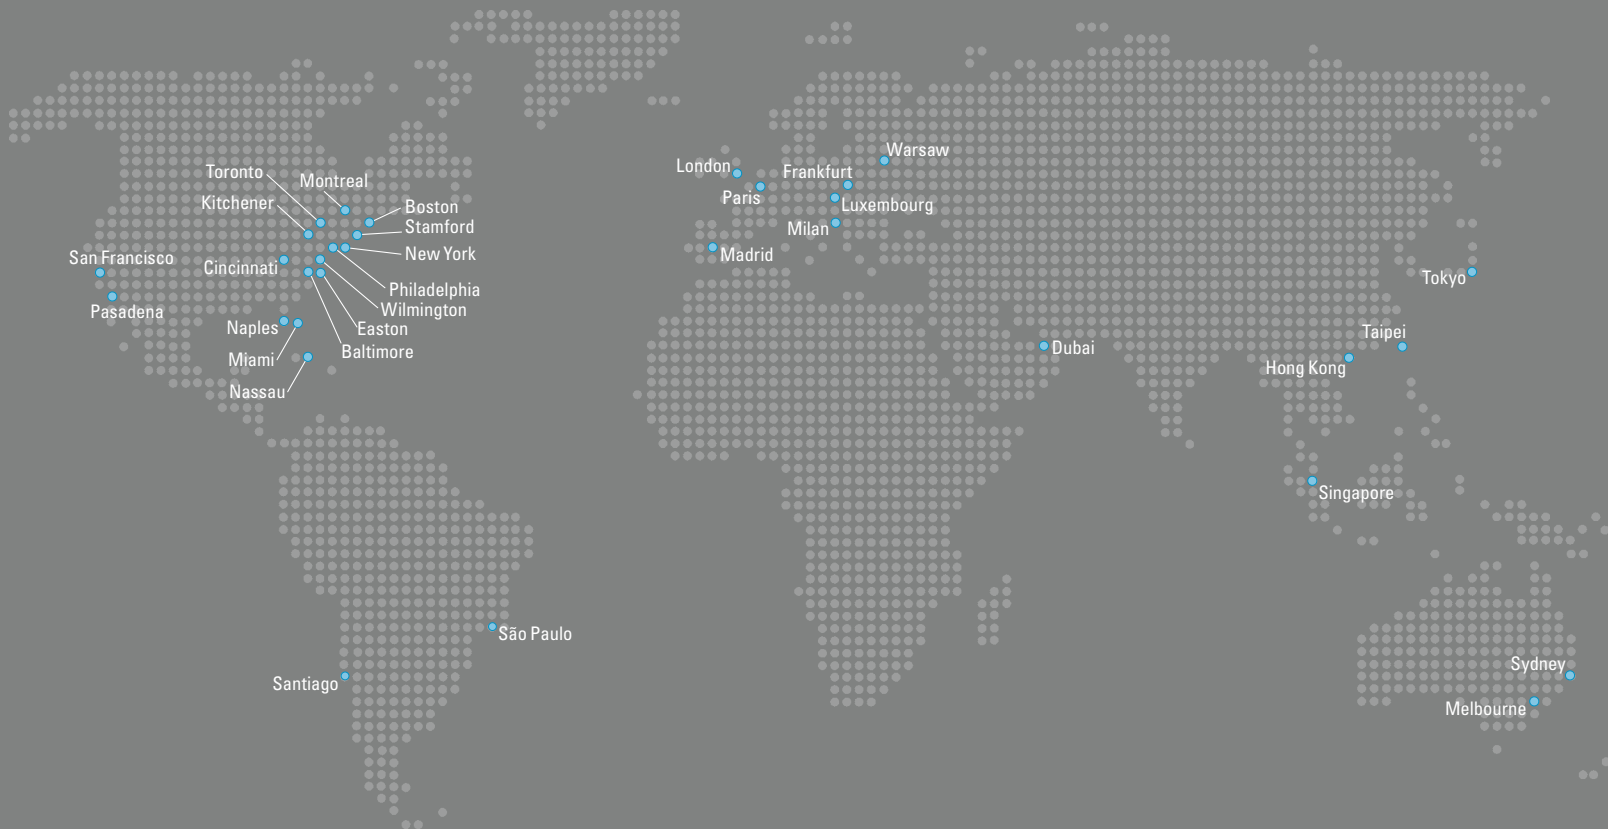 Warsaw
London
Frankfurt
Toronto
Montreal
Paris
Kitchener
Luxembourg
Boston
Stamford
Milan
New York
Madrid
San Francisco
Cincinnati
Tokyo
Philadelphia
Wilmington
Pasadena
Naples
Easton
Taipei
Dubai
Baltimore
Miami
Hong Kong
Nassau
Singapore
São Paulo
Sydney
Santiago
Melbourne